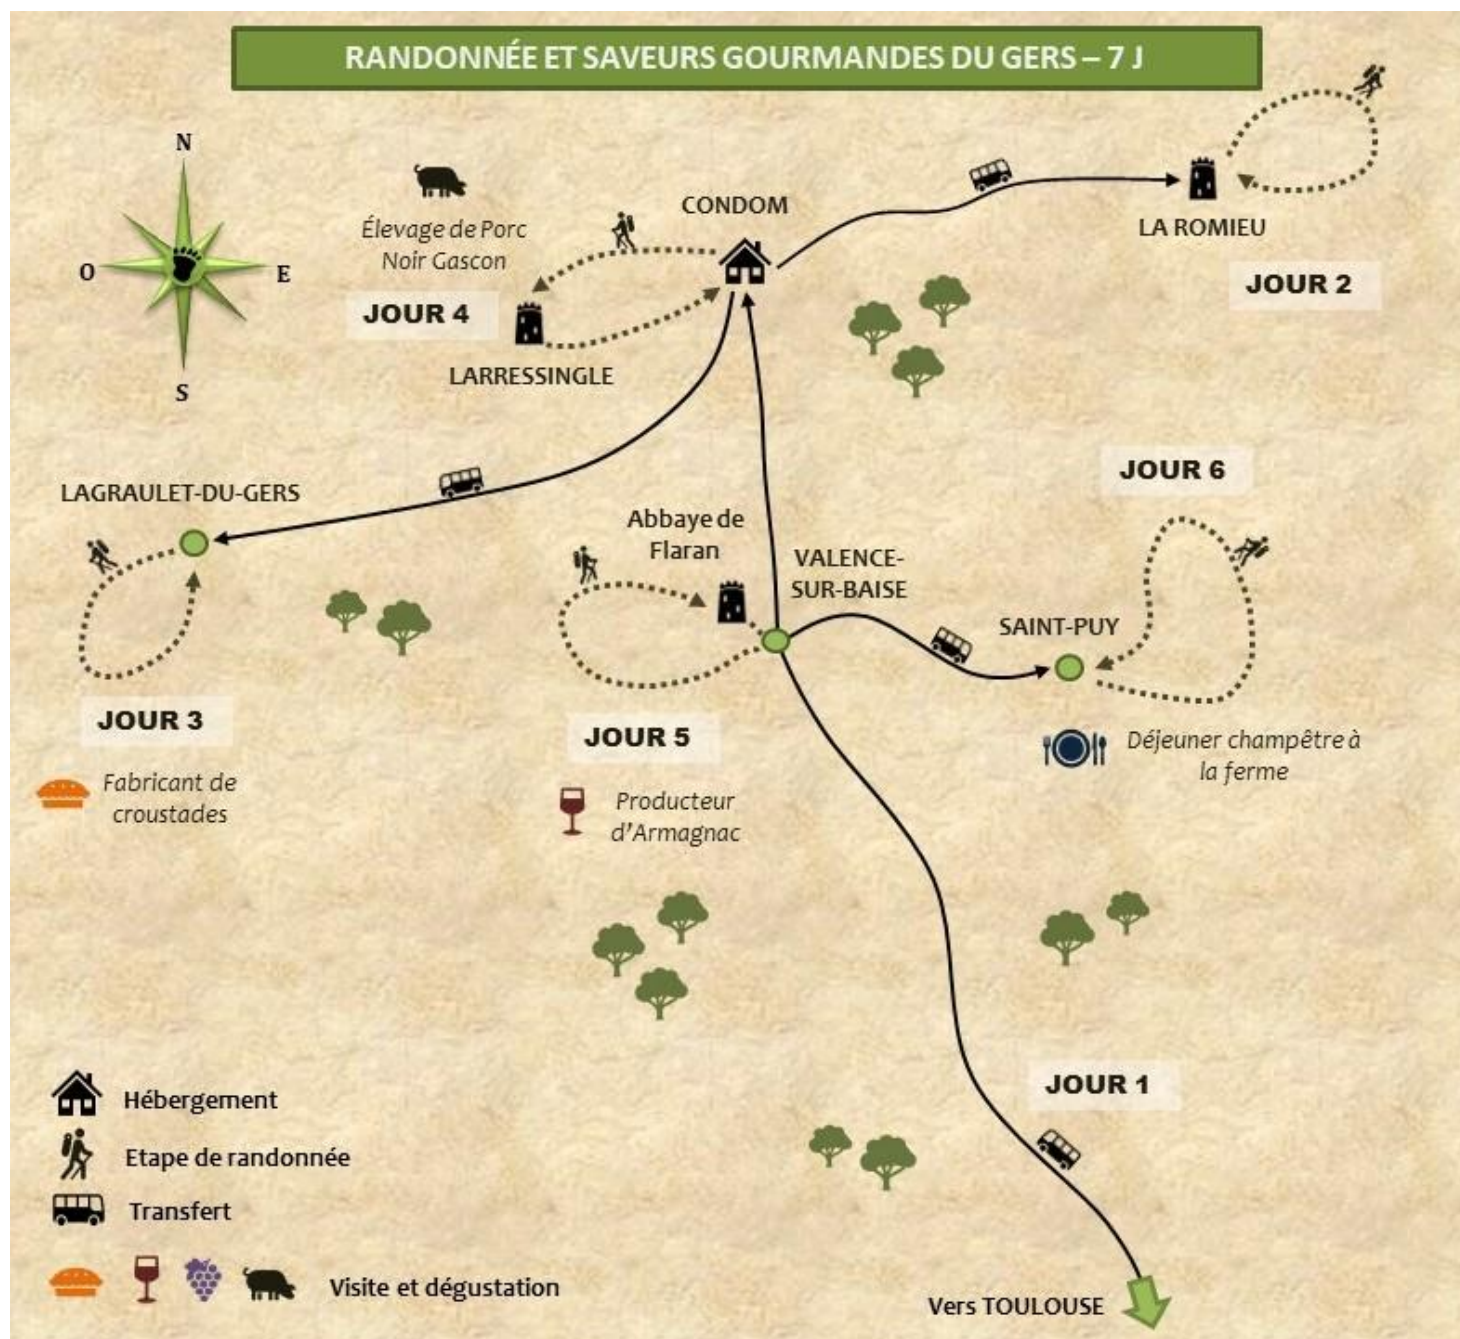 RANDONNÉE ET SAVEURS GOURMANDES DU GERS – 7 J
N
O
E
S
Élevage de Porc
Noir Gascon
JOUR 4
LARRESSINGLE
CONDOM
LA ROMIEU
JOUR 2
LAGRAULET-DU-GERS
JOUR 3
Fabricant de
croustades
Abbaye de
Flaran
VALENCE-
SUR-BAISE
JOUR 5
Producteur
d’Armagnac
JOUR 6
SAINT-PUY
Déjeuner champêtre à
la ferme
JOUR 1
Hébergement
Etape de randonnée
Transfert
Visite et dégustation
Vers TOULOUSE